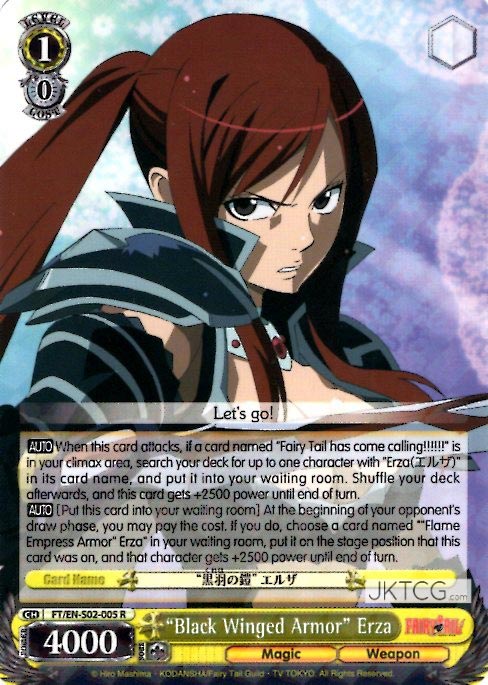 LEVEL
1
0
COST
Let's go!
AUTO When this card attacks, if a card named "Fairy Tail has come calling!!!!!!" is
in your climax area, search your deck for up to one character with "Erza(エルザ)"
in its card name, and put it into your waiting room. Shuffle your deck
afterwards, and this card gets +2500 power until end of turn.
AUTO [Put this card into your waiting room] At the beginning of your opponent's
draw phase, you may pay the cost. If you do, choose a card named ""Flame
Empress Armor" Erza" in your waiting room, put it on the stage position that this
card was on, and that character gets +2500 power until end of turn.
Card Name
"黒羽の鎧" エルザ
JKTCG.com
CH FT/EN-S02-005 R
POWER 4000 SOUL
"Black Winged Armor" Erza
FAIRY TAIL
Magic Weapon
© Hiro Mashima・KODANSHA/Fairy Tail Guild・TV TOKYO. All Rights Reserved.